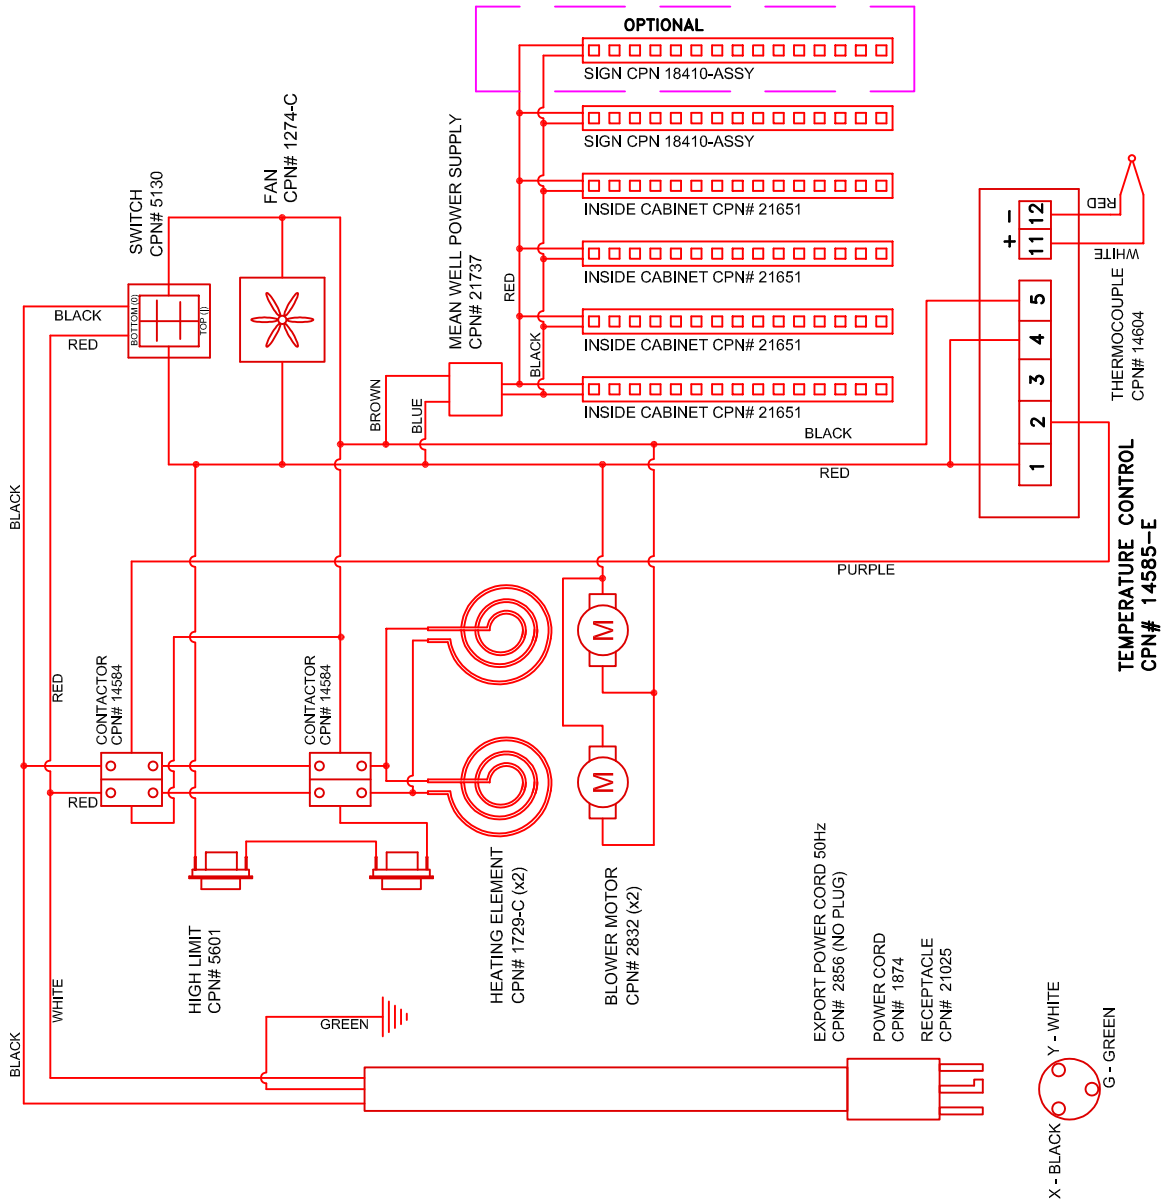 OPTIONAL
SIGN CPN 18410-ASSY
SIGN CPN 18410-ASSY
INSIDE CABINET CPN# 21651
INSIDE CABINET CPN# 21651
INSIDE CABINET CPN# 21651
INSIDE CABINET CPN# 21651
FAN
CPN# 1274-C
SWITCH
CPN# 5130
BOTTOM (0)
TOP (|)
BLACK
RED
MEAN WELL POWER SUPPLY
CPN# 21737
RED
BLACK
BROWN
BLUE
+ -
11 12
RED
WHITE
THERMOCOUPLE
CPN# 14604
1 2 3 4 5
TEMPERATURE CONTROL
CPN# 14585-E
BLACK
RED
PURPLE
BLACK
RED
CONTACTOR
CPN# 14584
CONTACTOR
CPN# 14584
RED
M
M
HIGH LIMIT
CPN# 5601
HEATING ELEMENT
CPN# 1729-C (x2)
BLOWER MOTOR
CPN# 2832 (x2)
WHITE
BLACK
GREEN
EXPORT POWER CORD 50Hz
CPN# 2856 (NO PLUG)
POWER CORD
CPN# 1874
RECEPTACLE
CPN# 21025
X - BLACK
Y - WHITE
G - GREEN